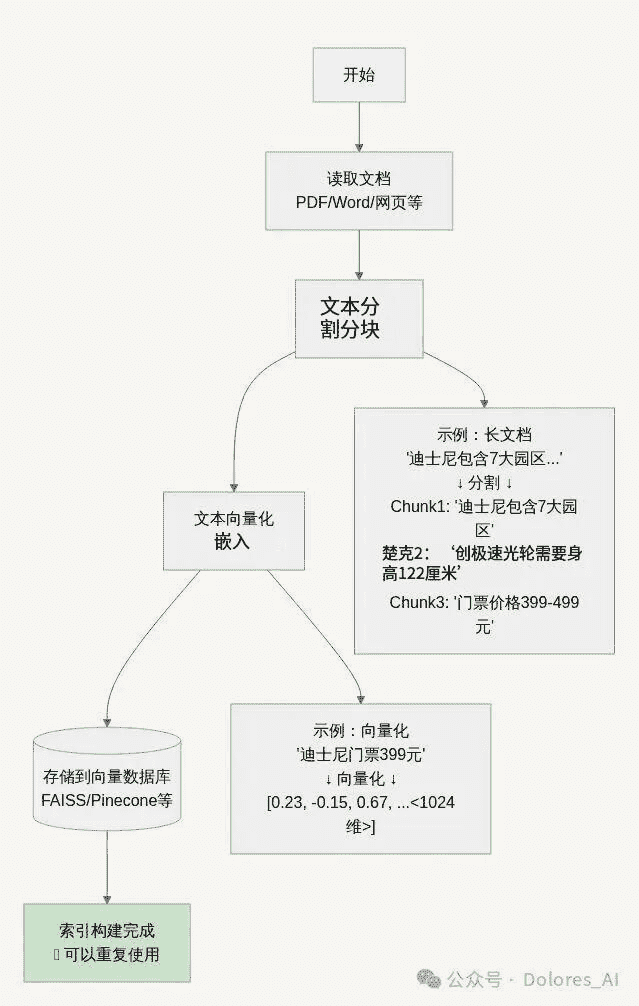 开始
读取文档
PDF/Word/网页等
文本分
割分块
示例：长文档
'迪士尼包含7大园区...'
↓ 分割 ↓
Chunk1: '迪士尼包含7大园
区'
楚克2：‘创极速光轮需要身
高122厘米’
Chunk3: '门票价格399-499
元'
文本向量化
嵌入
示例：向量化
'迪士尼门票399元'
↓ 向量化 ↓
[0.23, -0.15, 0.67, ...<1024
维>]
存储到向量数据库
FAISS/Pinecone等
索引构建完成
可以重复使用
公众号 · Dolores_AI